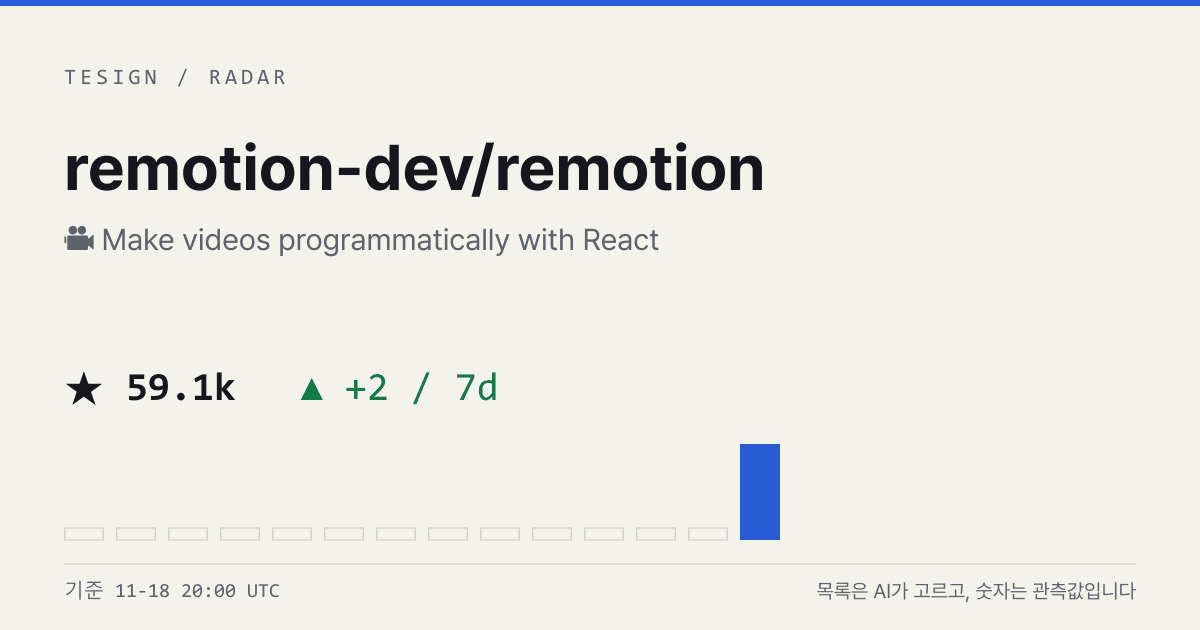 TESIGN / RADAR
remotion-dev/remotion
🎥 Make videos programmatically with React
★ 59.1k ▲ +2 / 7d
기준 11-18 20:00 UTC
목록은 AI가 고르고, 숫자는 관측값입니다